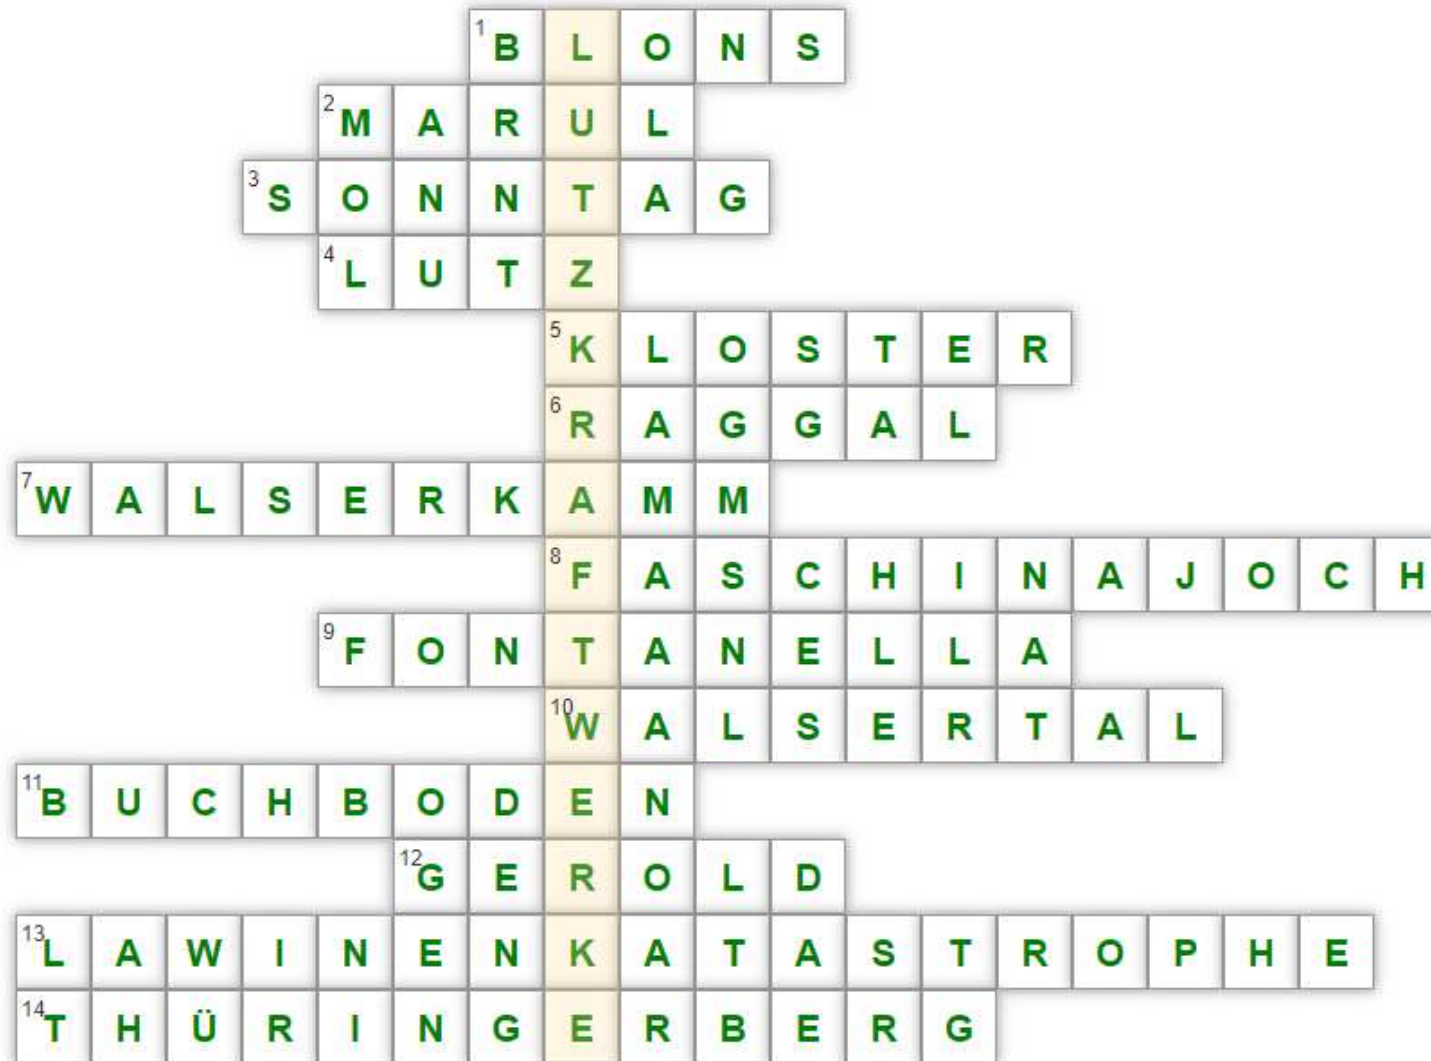 1 BLONS
2 MARUL
3 SONNTAG
4 LUTZ
5 KLOSTER
6 RAGGAL
7 WALSERKAMM
8 FASCHINAJOCH
9 FONTANELLA
10 WALSERTAL
11 BUCHBODEN
12 GEROLD
13 LAWINENKATASTROPHE
14 THÜRINGERBERG